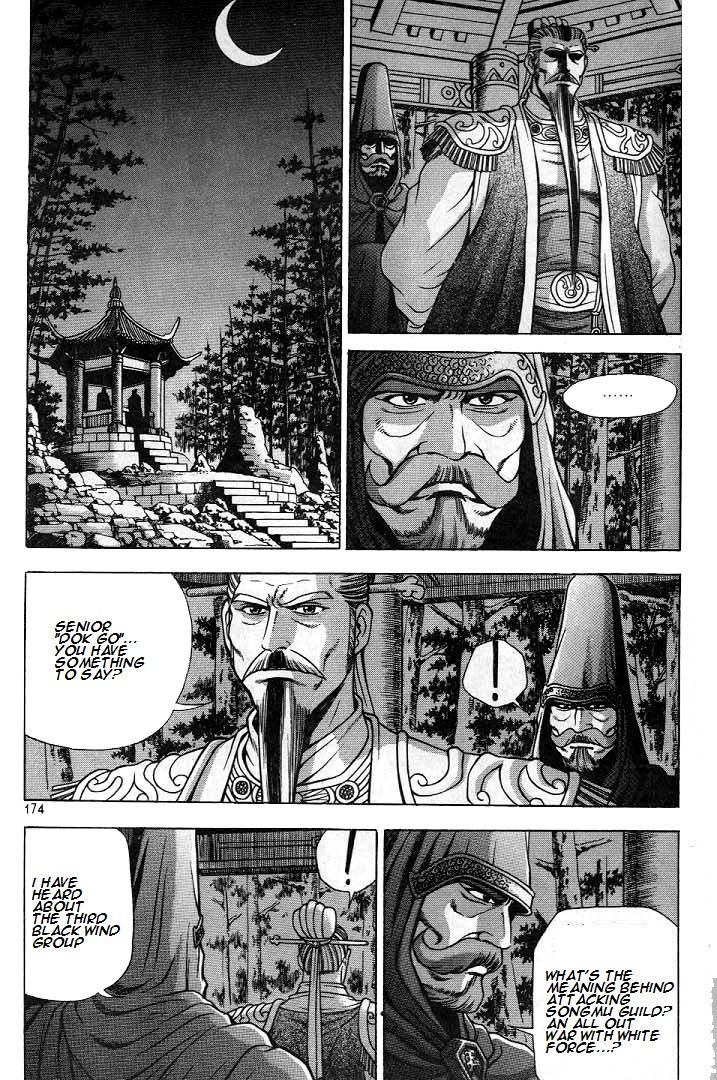 ......
SENIOR
"DOK GO"...
YOU HAVE
SOMETHING
TO SAY?
!
174
I HAVE
HEARD
ABOUT
THE THIRD
BLACK WIND
GROUP
!
WHAT'S THE
MEANING BEHIND
ATTACKING
SONGMU GUILD?
AN ALL OUT
WAR WITH WHITE
FORCE...?